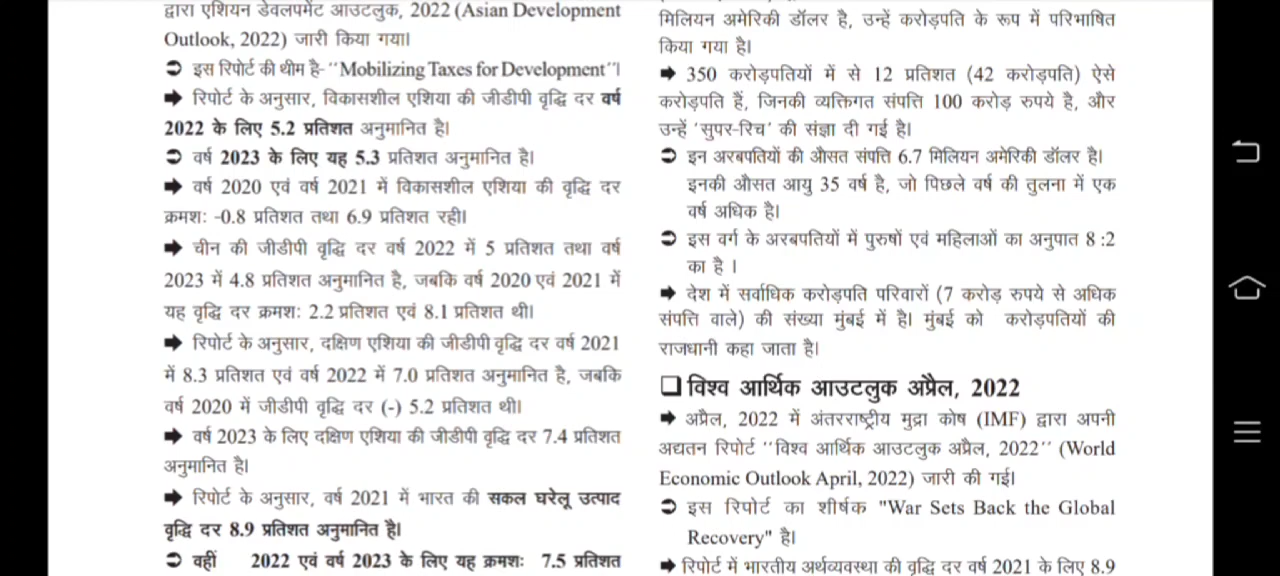 द्वारा एशियन डेवलपमेंट आउटलुक, 2022 (Asian Development
Outlook, 2022) जारी किया गया।
➲ इस रिपोर्ट की थीम है- ‘‘Mobilizing Taxes for Development’’।
➡ रिपोर्ट के अनुसार, विकासशील एशिया की जीडीपी वृद्धि दर वर्ष
2022 के लिए 5.2 प्रतिशत अनुमानित है।
➲ वर्ष 2023 के लिए यह 5.3 प्रतिशत अनुमानित है।
➡ वर्ष 2020 एवं वर्ष 2021 में विकासशील एशिया की वृद्धि दर
क्रमशः -0.8 प्रतिशत तथा 6.9 प्रतिशत रही।
➡ चीन की जीडीपी वृद्धि दर वर्ष 2022 में 5 प्रतिशत तथा वर्ष
2023 में 4.8 प्रतिशत अनुमानित है, जबकि वर्ष 2020 एवं 2021 में
यह वृद्धि दर क्रमशः 2.2 प्रतिशत एवं 8.1 प्रतिशत थी।
➡ रिपोर्ट के अनुसार, दक्षिण एशिया की जीडीपी वृद्धि दर वर्ष 2021
में 8.3 प्रतिशत एवं वर्ष 2022 में 7.0 प्रतिशत अनुमानित है, जबकि
वर्ष 2020 में जीडीपी वृद्धि दर (-) 5.2 प्रतिशत थी।
➡ वर्ष 2023 के लिए दक्षिण एशिया की जीडीपी वृद्धि दर 7.4 प्रतिशत
अनुमानित है।
➡ रिपोर्ट के अनुसार, वर्ष 2021 में भारत की सकल घरेलू उत्पाद
वृद्धि दर 8.9 प्रतिशत अनुमानित है।
➲ वहीं 2022 एवं वर्ष 2023 के लिए यह क्रमशः 7.5 प्रतिशत
मिलियन अमेरिकी डॉलर है, उन्हें करोड़पति के रूप में परिभाषित
किया गया है।
➡ 350 करोड़पतियों में से 12 प्रतिशत (42 करोड़पति) ऐसे
करोड़पति हैं, जिनकी व्यक्तिगत संपत्ति 100 करोड़ रुपये है, और
उन्हें ‘सुपर-रिच’ की संज्ञा दी गई है।
➲ इन अरबपतियों की औसत संपत्ति 6.7 मिलियन अमेरिकी डॉलर है।
इनकी औसत आयु 35 वर्ष है, जो पिछले वर्ष की तुलना में एक
वर्ष अधिक है।
➲ इस वर्ग के अरबपतियों में पुरुषों एवं महिलाओं का अनुपात 8 :2
का है ।
➡ देश में सर्वाधिक करोड़पति परिवारों (7 करोड़ रुपये से अधिक
संपत्ति वाले) की संख्या मुंबई में है। मुंबई को करोड़पतियों की
राजधानी कहा जाता है।
❑ विश्व आर्थिक आउटलुक अप्रैल, 2022
➡ अप्रैल, 2022 में अंतरराष्ट्रीय मुद्रा कोष (IMF) द्वारा अपनी
अद्यतन रिपोर्ट ‘‘विश्व आर्थिक आउटलुक अप्रैल, 2022’’ (World
Economic Outlook April, 2022) जारी की गई।
➲ इस रिपोर्ट का शीर्षक "War Sets Back the Global
Recovery" है।
➡ रिपोर्ट में भारतीय अर्थव्यवस्था की वृद्धि दर वर्ष 2021 के लिए 8.9